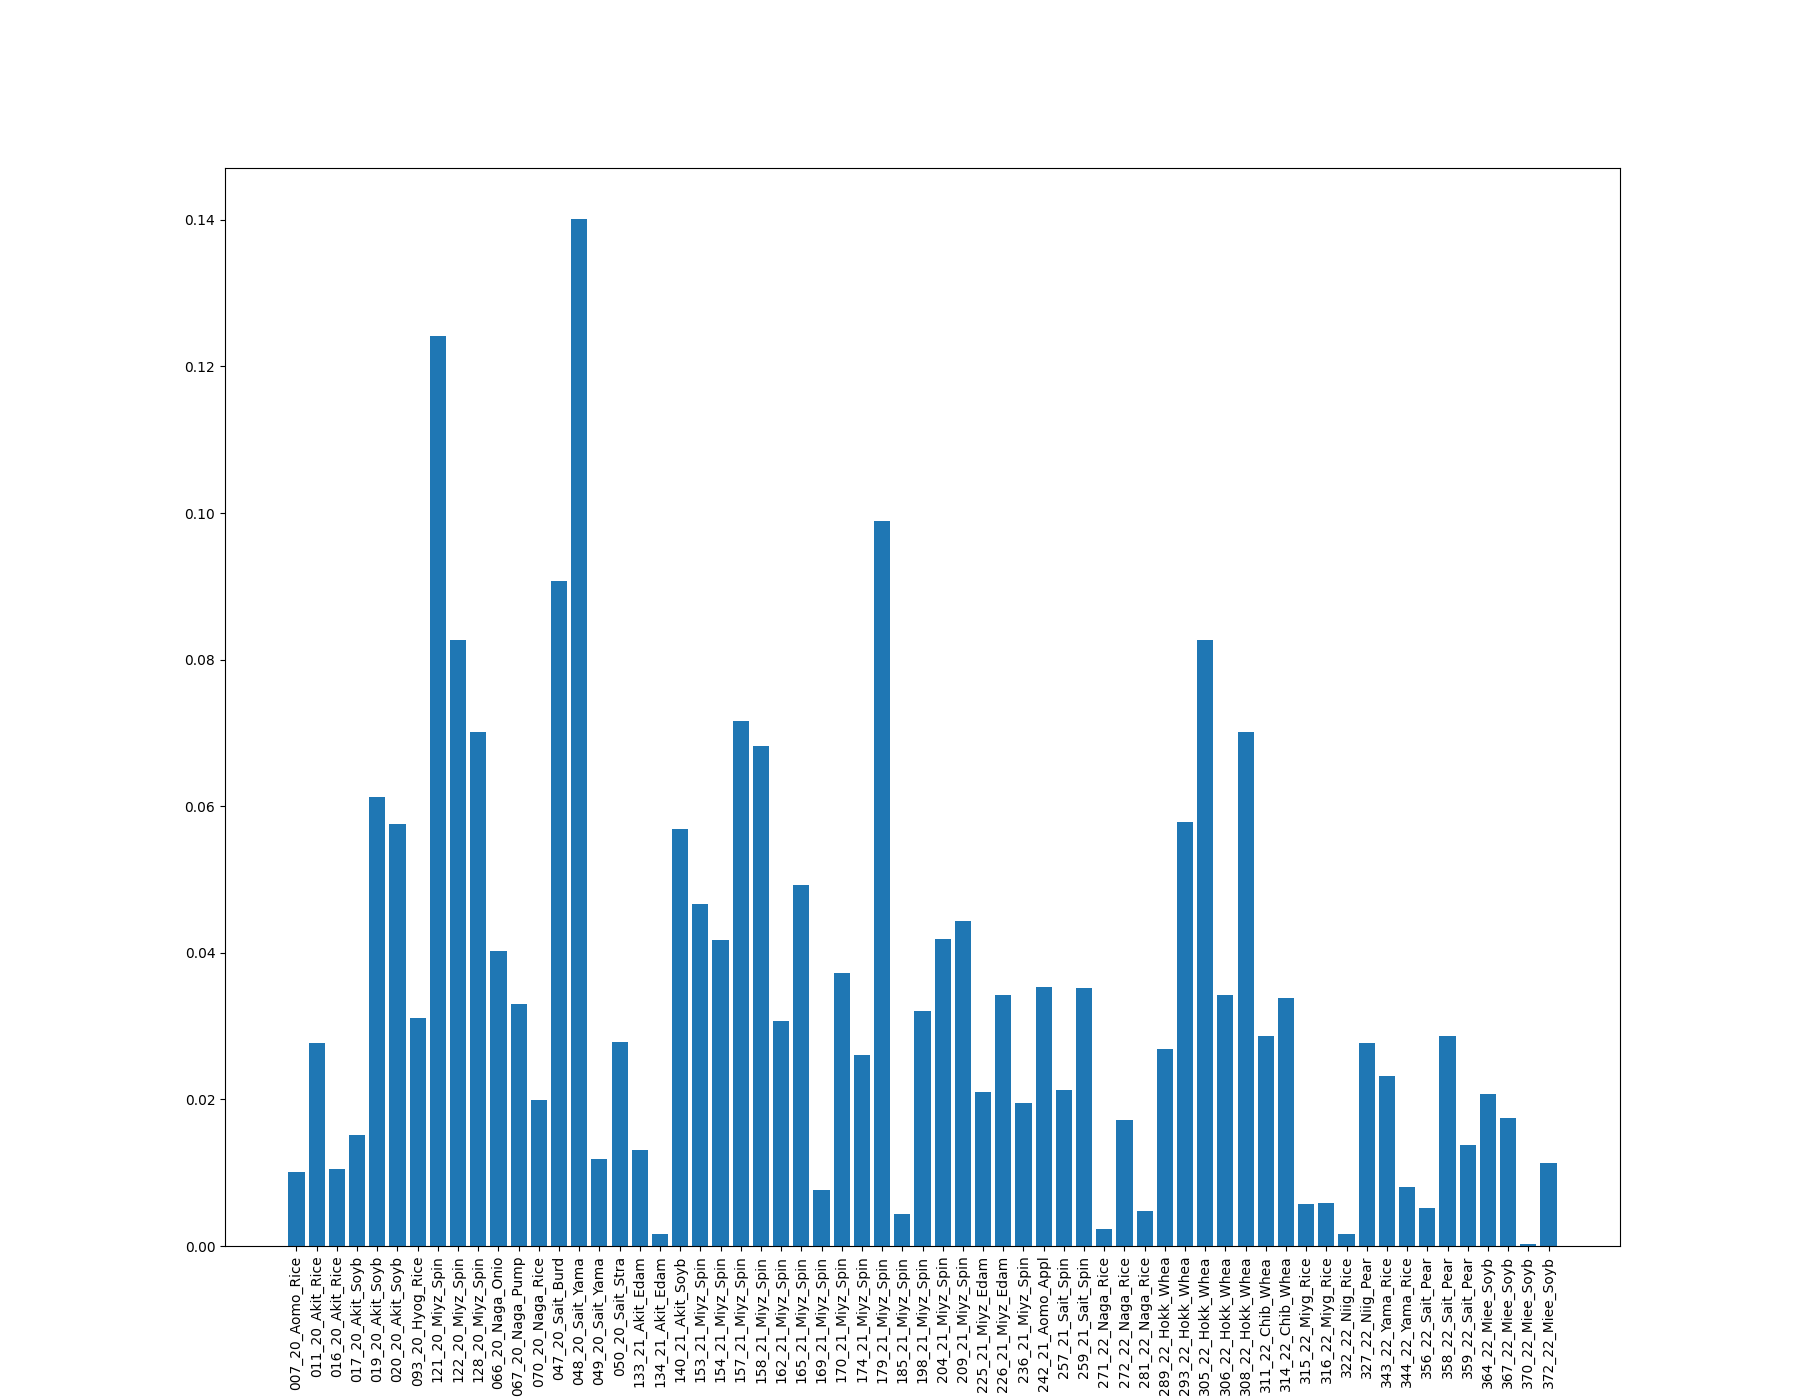 0.14
0.12
0.10
0.08
0.06
0.04
0.02
0.00
007_20_Aomo_Rice
011_20_Akit_Rice
016_20_Akit_Rice
017_20_Akit_Soyb
019_20_Akit_Soyb
020_20_Akit_Soyb
093_20_Hyog_Rice
121_20_Miyz_Spin
122_20_Miyz_Spin
128_20_Miyz_Spin
066_20_Naga_Onio
067_20_Naga_Pump
070_20_Naga_Rice
047_20_Sait_Burd
048_20_Sait_Yama
049_20_Sait_Yama
050_20_Sait_Stra
133_21_Akit_Edam
134_21_Akit_Edam
140_21_Akit_Soyb
153_21_Miyz_Spin
154_21_Miyz_Spin
157_21_Miyz_Spin
158_21_Miyz_Spin
162_21_Miyz_Spin
165_21_Miyz_Spin
169_21_Miyz_Spin
170_21_Miyz_Spin
174_21_Miyz_Spin
179_21_Miyz_Spin
185_21_Miyz_Spin
198_21_Miyz_Spin
204_21_Miyz_Spin
209_21_Miyz_Spin
225_21_Miyz_Edam
226_21_Miyz_Edam
236_21_Miyz_Spin
242_21_Aomo_Appl
257_21_Sait_Spin
259_21_Sait_Spin
271_22_Naga_Rice
272_22_Naga_Rice
281_22_Naga_Rice
289_22_Hokk_Whea
293_22_Hokk_Whea
305_22_Hokk_Whea
306_22_Hokk_Whea
308_22_Hokk_Whea
311_22_Chib_Whea
314_22_Chib_Whea
315_22_Miyg_Rice
316_22_Miyg_Rice
322_22_Niig_Rice
327_22_Niig_Pear
343_22_Yama_Rice
344_22_Yama_Rice
356_22_Sait_Pear
358_22_Sait_Pear
359_22_Sait_Pear
364_22_Miee_Soyb
367_22_Miee_Soyb
370_22_Miee_Soyb
372_22_Miee_Soyb